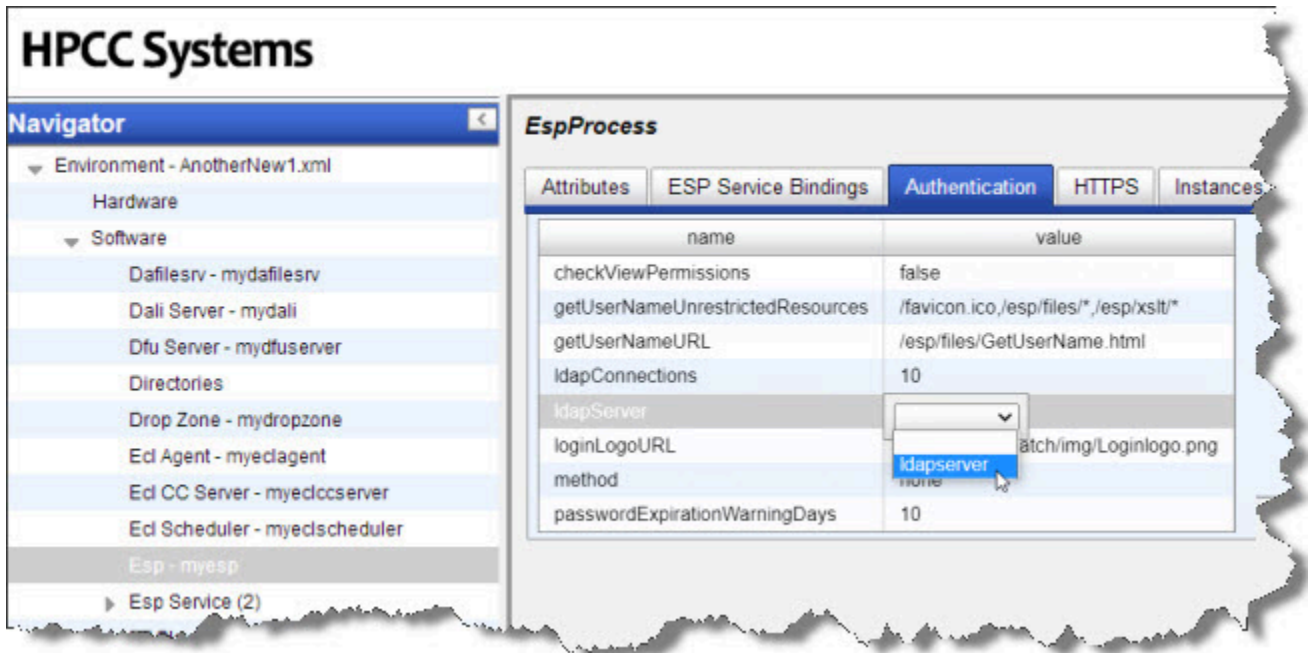 HPCC Systems
Navigator
Environment - AnotherNew1.xml
Hardware
Software
Dafilesrv - mydafilesrv
Dali Server - mydali
Dfu Server - mydfuserver
Directories
Drop Zone - mydropzone
Ecl Agent - myeclagent
Ecl CC Server - myeclccserver
Ecl Scheduler - myeclscheduler
Esp - myesp
Esp Service (2)
EspProcess
Attributes ESP Service Bindings Authentication HTTPS Instances
name value
checkViewPermissions false
getUserNameUnrestrictedResources /favicon.ico,/esp/files/*,/esp/xslt/*
getUserNameURL /esp/files/GetUserName.html
ldapConnections 10
ldapServer
loginLogoURL atch/img/Loginlogo.png
ldapserver
method none
passwordExpirationWarningDays 10